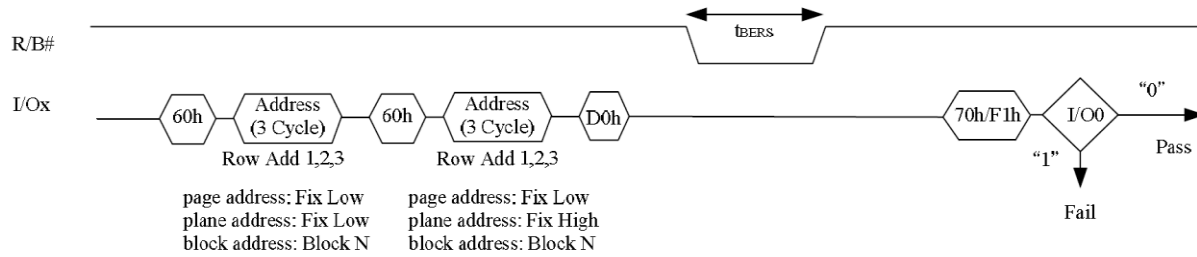 tBERS
R/B#
I/Ox
60h
Address
(3 Cycle)
60h
Address
(3 Cycle)
D0h
70h/F1h
I/O0
“0”
Pass
“1”
Fail
Row Add 1,2,3
Row Add 1,2,3
page address: Fix Low
plane address: Fix Low
block address: Block N
page address: Fix Low
plane address: Fix High
block address: Block N